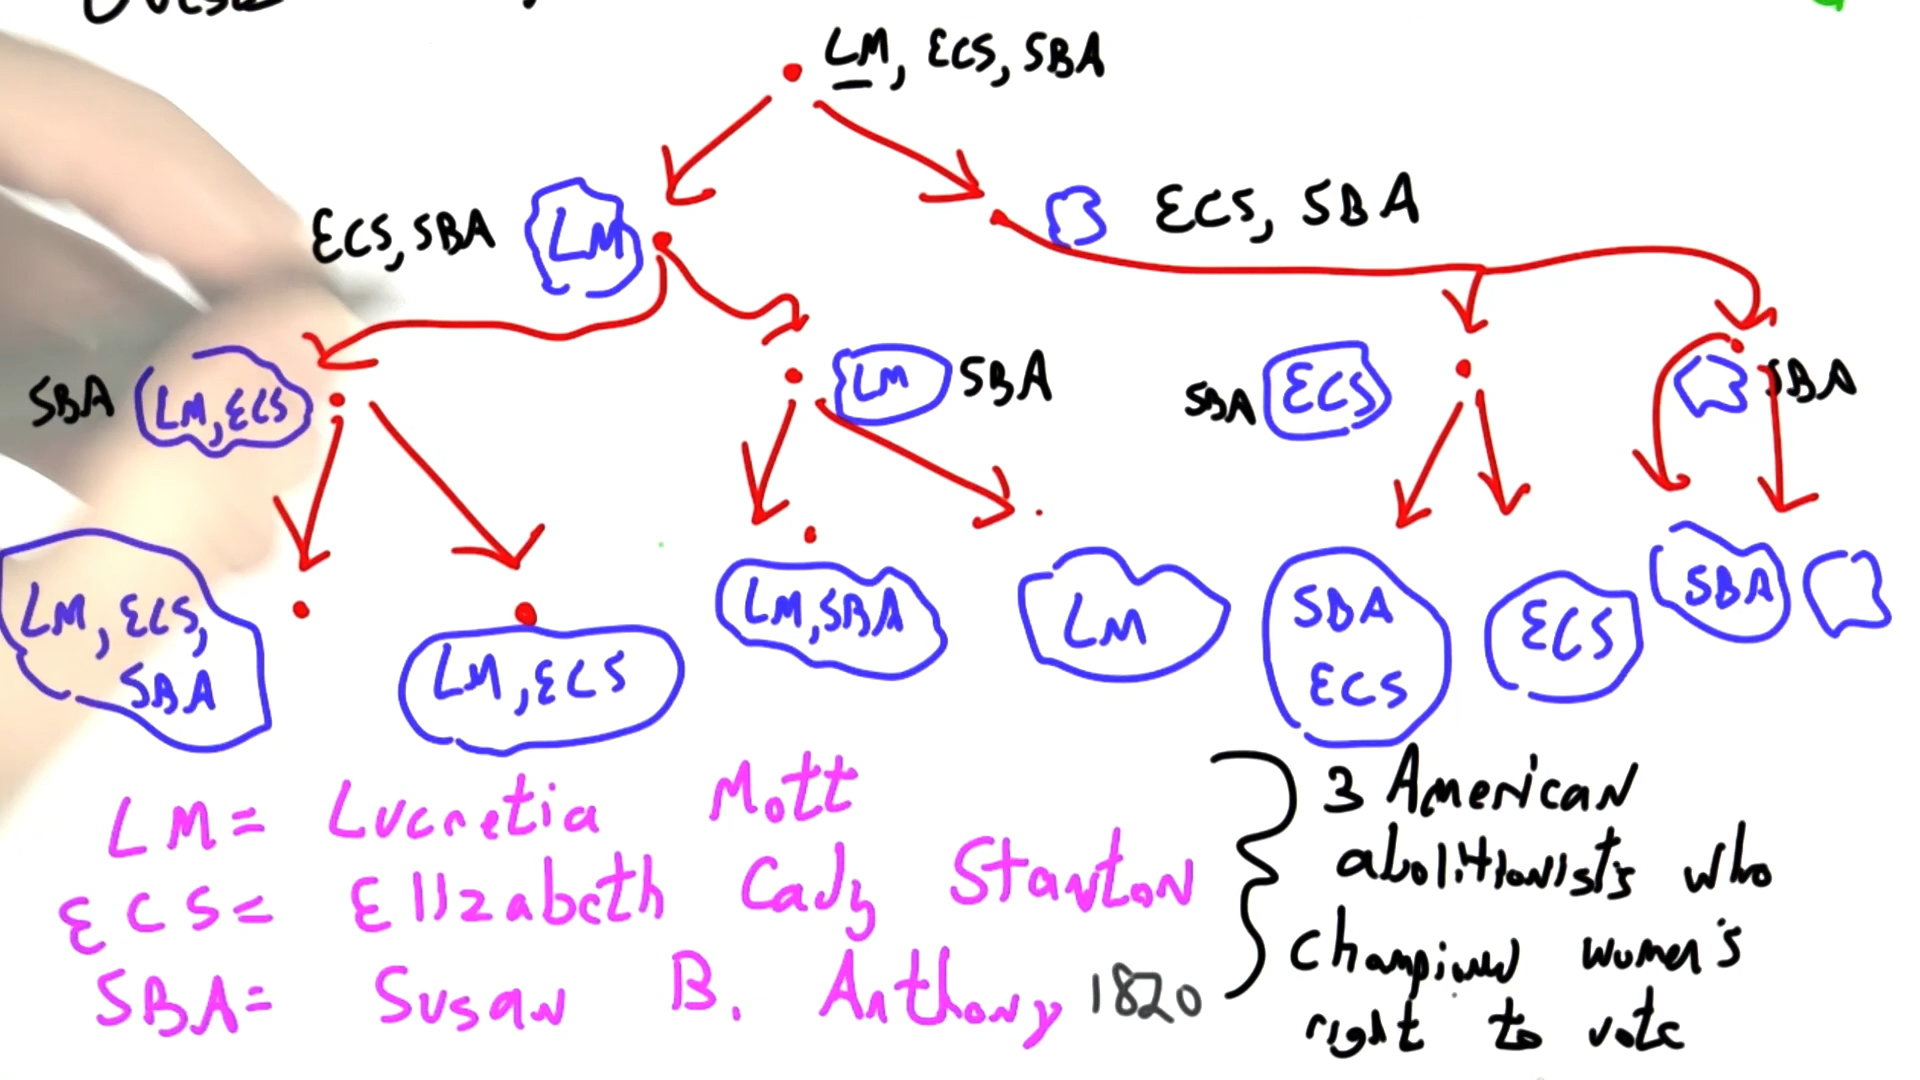 LM, ECS, SBA
ECS, SBA LM
ECS, SBA
SBA LM, ECS
LM SBA
SBA ECS
SBA
LM, ECS,
SBA
LM, ECS
LM, SBA
LM
SBA
ECS
ECS
SBA
LM = Lucretia Mott
ECS = Elizabeth Cady Stanton
SBA = Susan B. Anthony 1820
3 American
abolitionists who
championed women's
right to vote